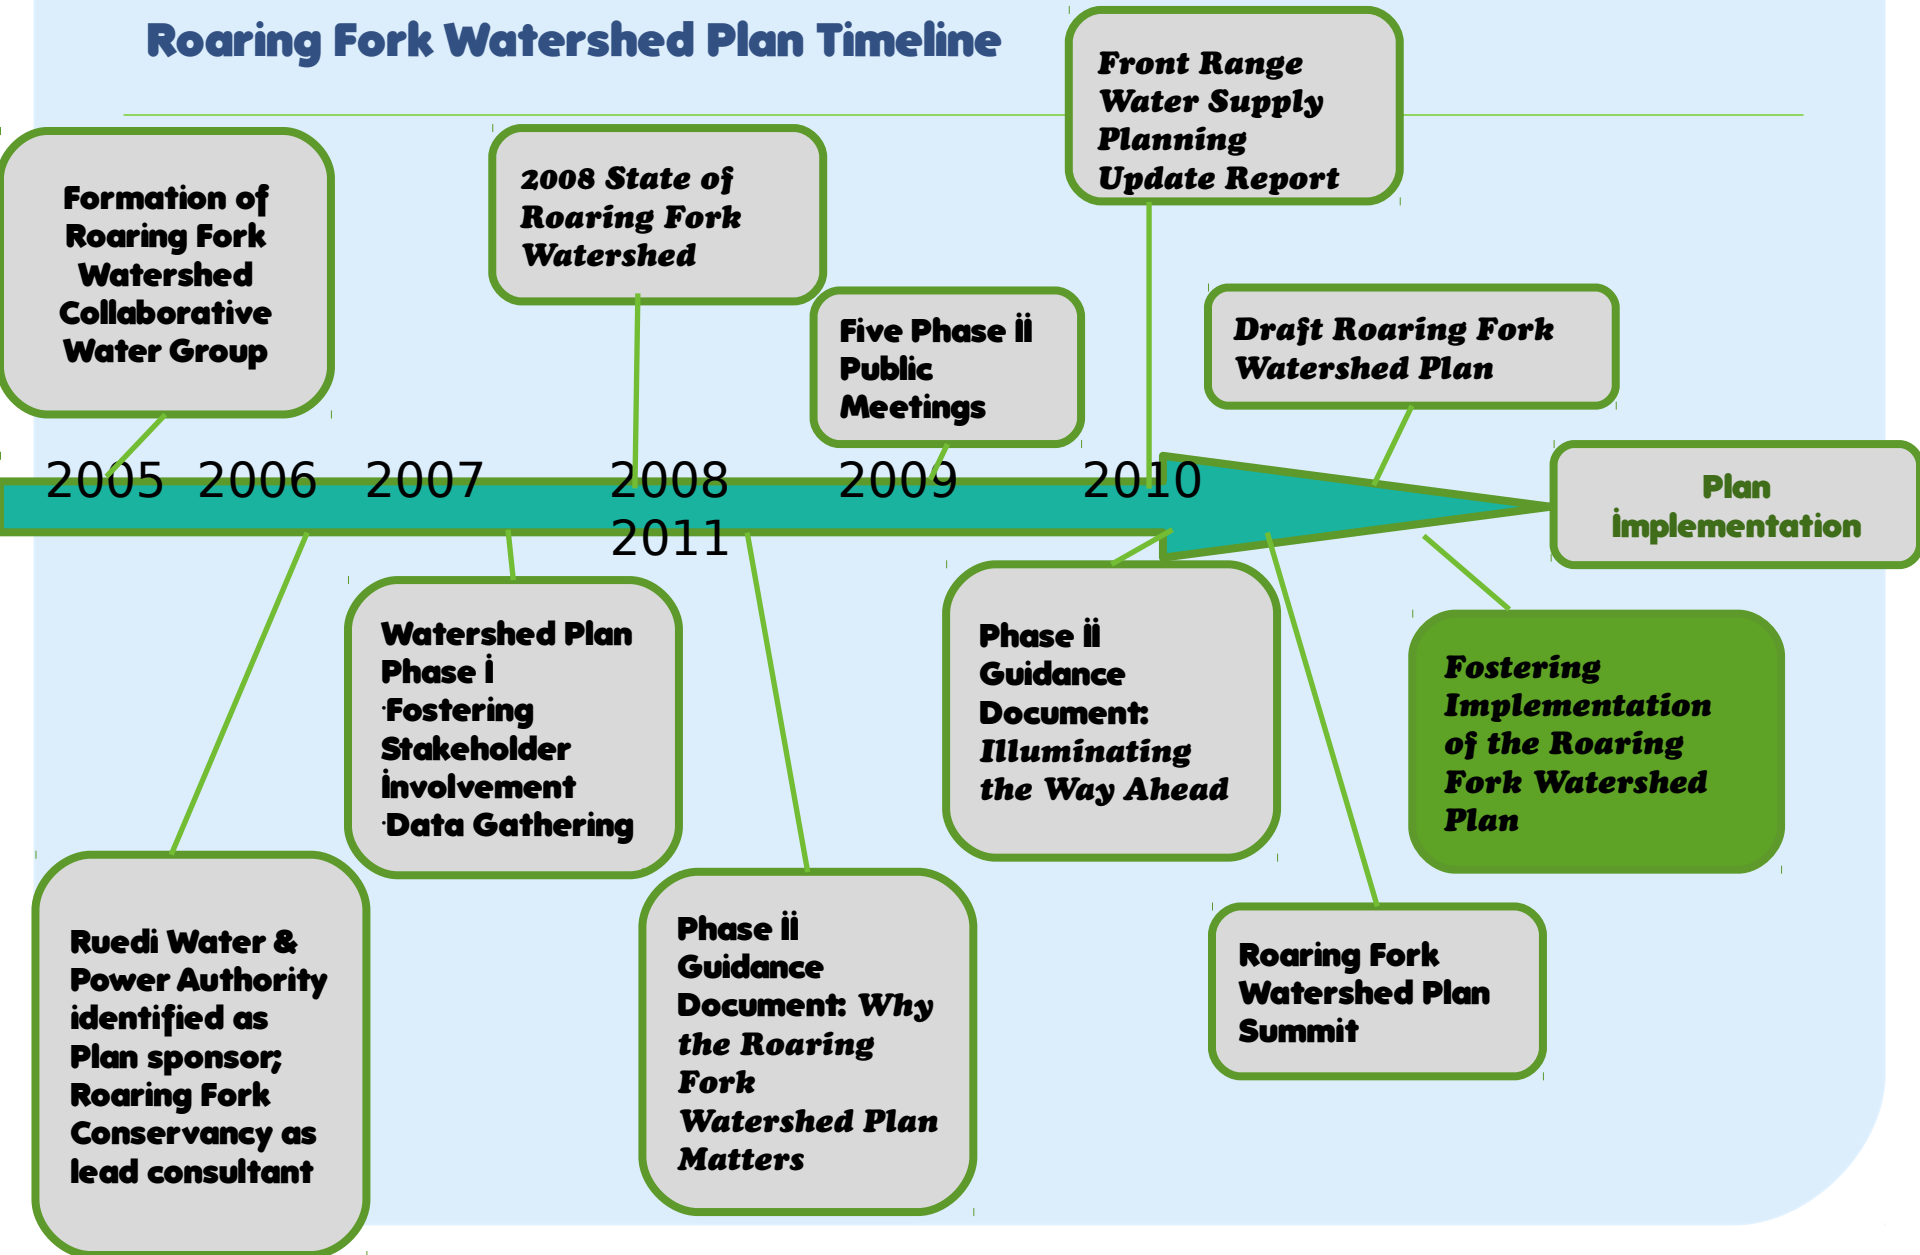 Roaring Fork Watershed Plan Timeline
Front Range
Water Supply
Planning
Update Report
Formation of
Roaring Fork
Watershed
Collaborative
Water Group
2008 State of
Roaring Fork
Watershed
Five Phase II
Public
Meetings
Draft Roaring Fork
Watershed Plan
2005 2006 2007 2008 2009 2010
2011
Plan
Implementation
Watershed Plan
Phase I
·Fostering
Stakeholder
Involvement
·Data Gathering
Phase II
Guidance
Document:
Illuminating
the Way Ahead
Fostering
Implementation
of the Roaring
Fork Watershed
Plan
Ruedi Water &
Power Authority
identified as
Plan sponsor;
Roaring Fork
Conservancy as
lead consultant
Phase II
Guidance
Document: Why
the Roaring
Fork
Watershed Plan
Matters
Roaring Fork
Watershed Plan
Summit